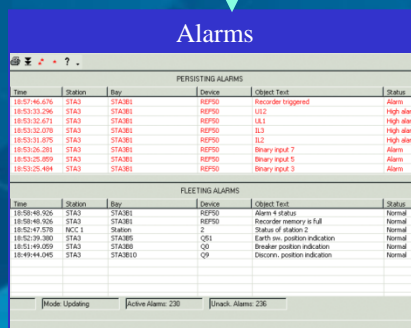 Alarms
PERSISTING ALARMS
Time Station Bay Device Object Text Status
18:57:46.676 STA3 STA3B1 REF50 Recorder triggered Alarm
18:53:33.296 STA3 STA3B1 REF50 U12 High alar
18:53:32.671 STA3 STA3B1 REF50 UL1 High alar
18:53:32.078 STA3 STA3B1 REF50 IL3 High alar
18:53:31.875 STA3 STA3B1 REF50 IL2 High alar
18:53:26.281 STA3 STA3B1 REF50 Binary input 7 Alarm
18:53:25.859 STA3 STA3B1 REF50 Binary input 5 Alarm
18:53:25.484 STA3 STA3B1 REF50 Binary input 3 Alarm
FLEETING ALARMS
Time Station Bay Device Object Text Status
18:58:48.926 STA3 STA3B1 REF50 Alarm 4 status Normal
18:58:48.926 STA3 STA3B1 REF50 Recorder memory is full Normal
18:52:47.578 NCC 1 Station 2 Status of station 2 Normal
18:52:39.380 STA3 STA3B5 Q51 Earth sw. position indication Normal
18:51:49.059 STA3 STA3B8 Q0 Breaker position indication Normal
18:49:44.045 STA3 STA3B10 Q9 Disconn. position indication Normal
Mode: Updating Active Alarms: 230 Unack. Alarms: 236